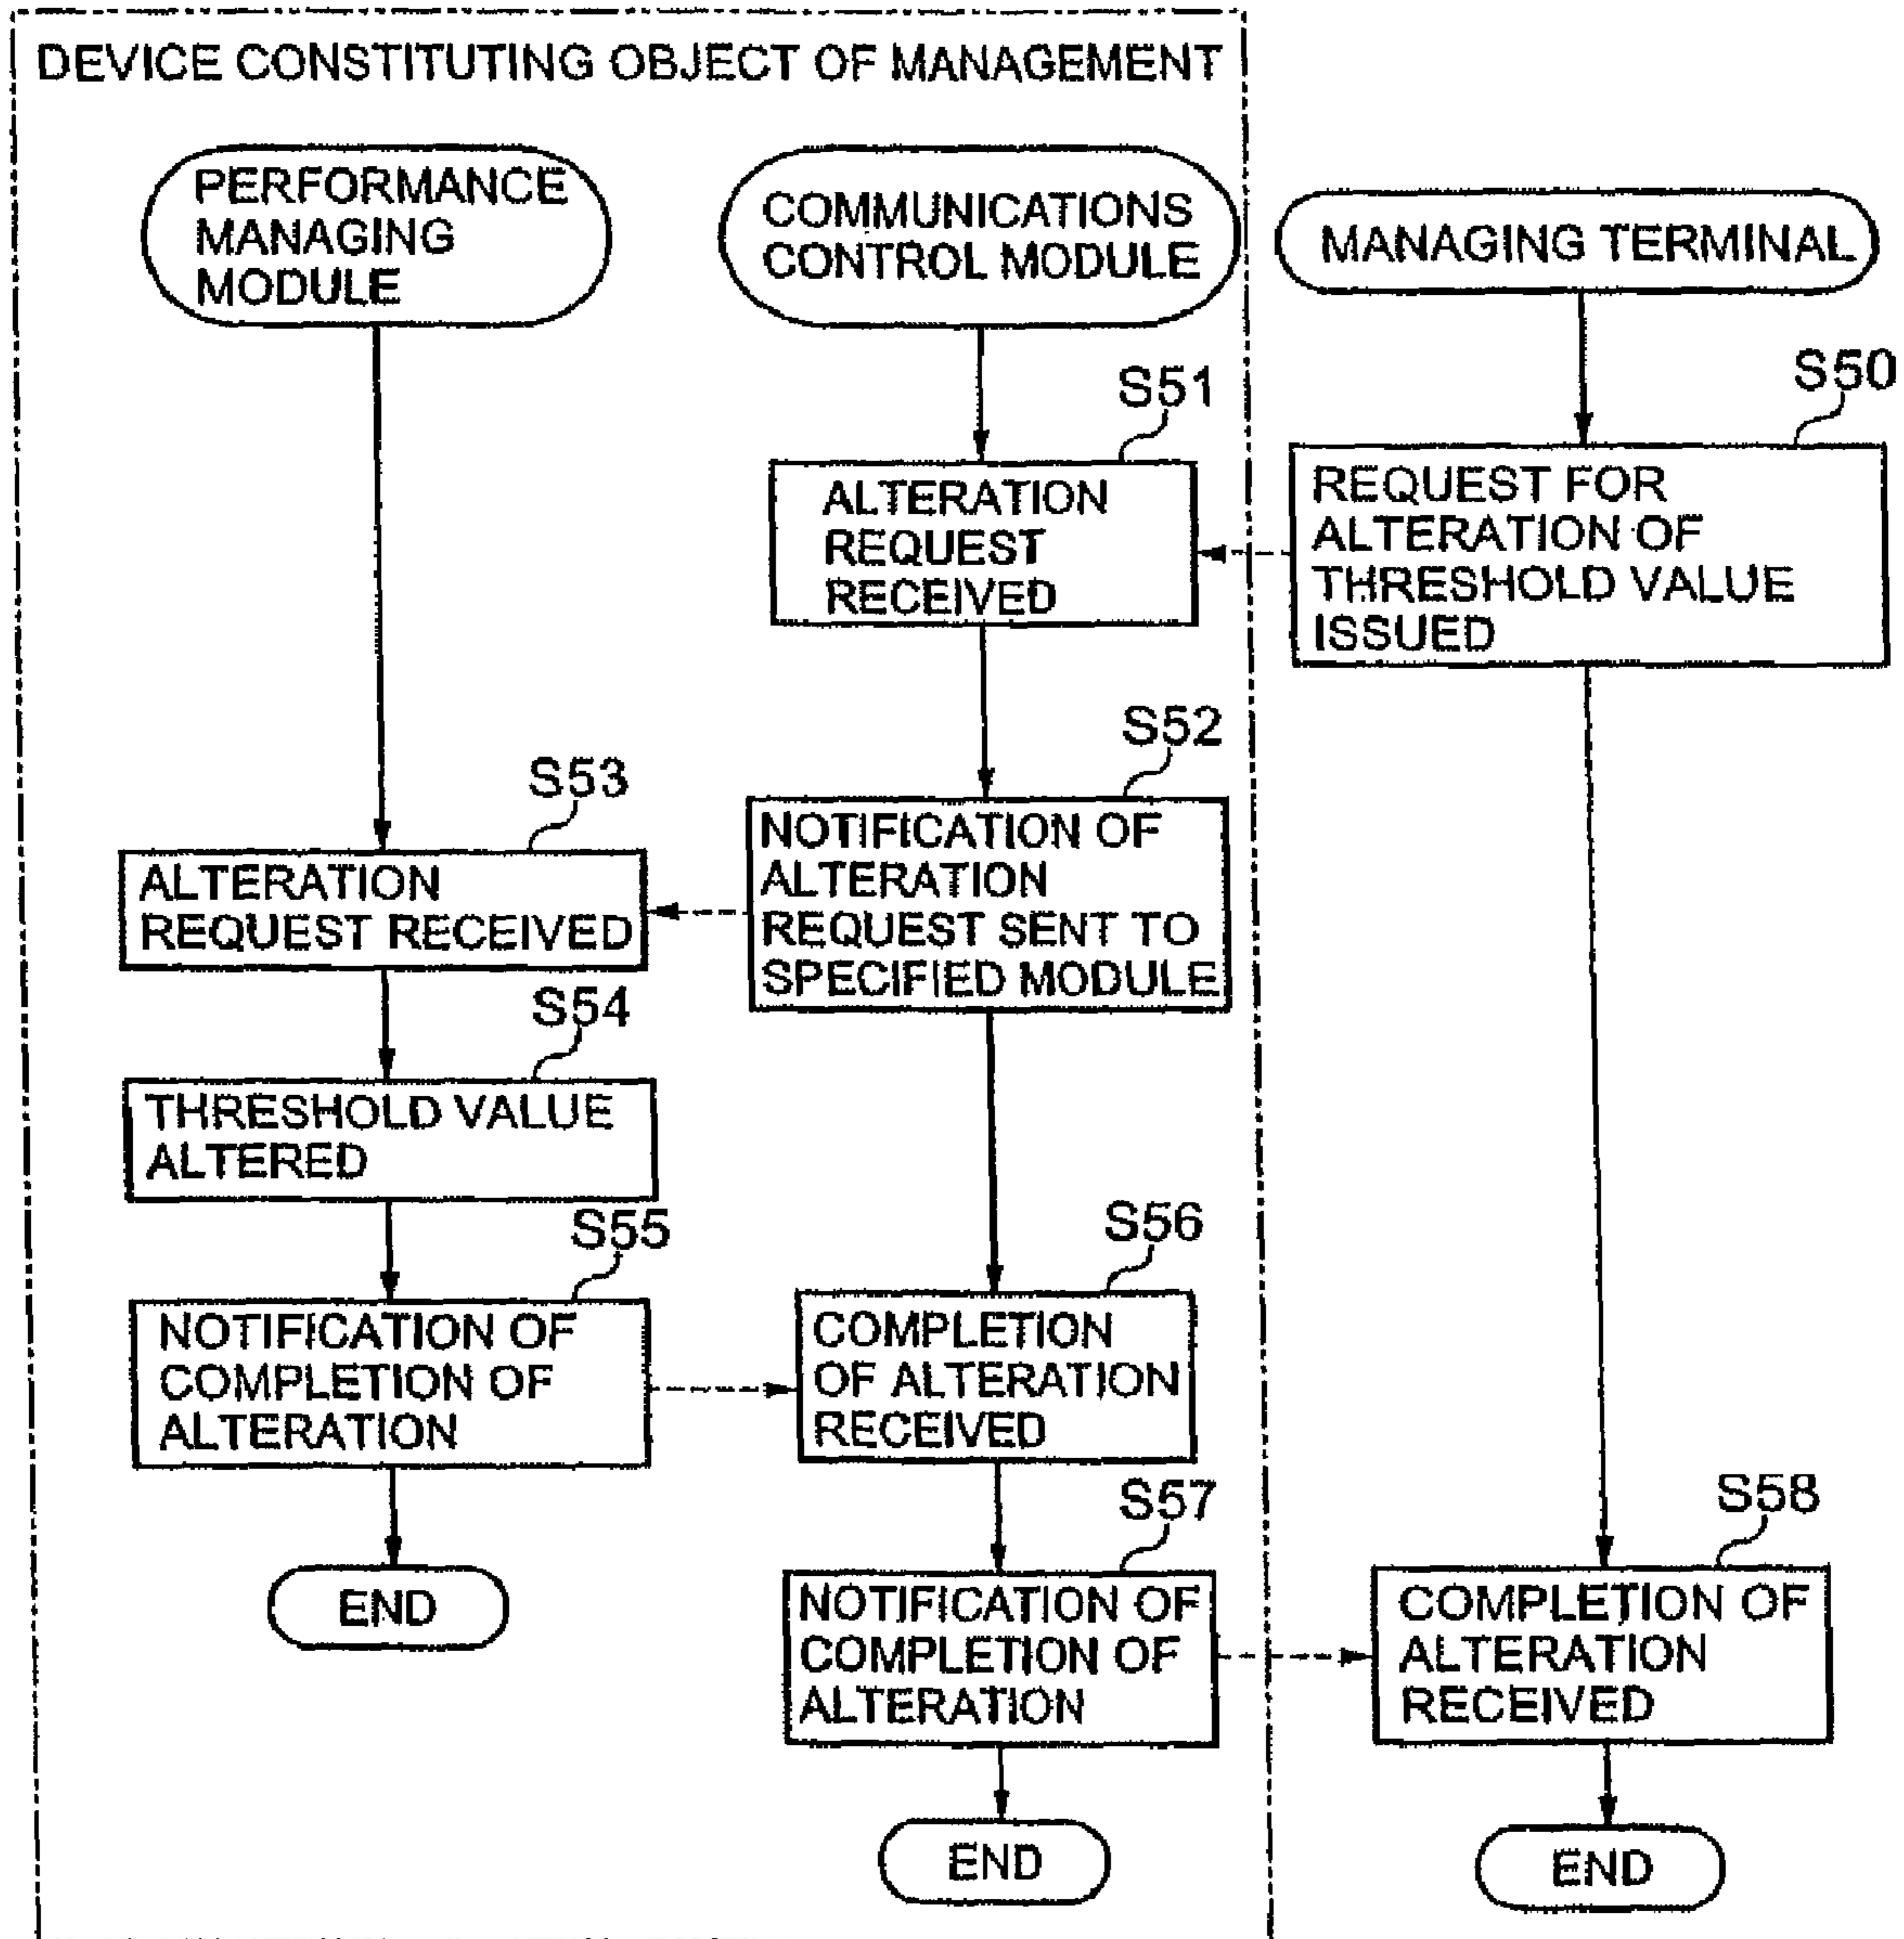 DEVICE CONSTITUTING OBJECT OF MANAGEMENT
PERFORMANCE
MANAGING
MODULE
COMMUNICATIONS
CONTROL MODULE
MANAGING TERMINAL
S50
REQUEST FOR
ALTERATION OF
THRESHOLD VALUE
ISSUED
S51
ALTERATION
REQUEST
RECEIVED
S52
NOTIFICATION OF
ALTERATION
REQUEST SENT TO
SPECIFIED MODULE
S53
ALTERATION
REQUEST RECEIVED
S54
THRESHOLD VALUE
ALTERED
S55
NOTIFICATION OF
COMPLETION OF
ALTERATION
S56
COMPLETION
OF ALTERATION
RECEIVED
S57
NOTIFICATION OF
COMPLETION OF
ALTERATION
S58
COMPLETION OF
ALTERATION
RECEIVED
END
END
END